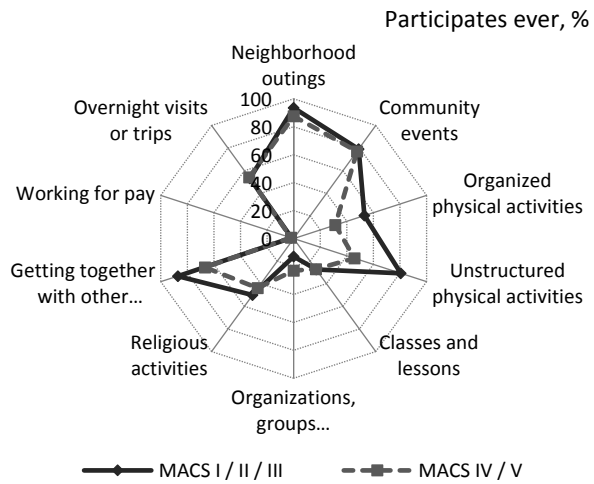 Participates ever, %
Neighborhood
outings
Community
events
Organized
physical activities
Unstructured
physical activities
Classes and
lessons
Organizations,
groups…
Religious
activities
Getting together
with other…
Working for pay
Overnight visits
or trips
100
80
60
40
20
0
MACS I / II / III
MACS IV / V